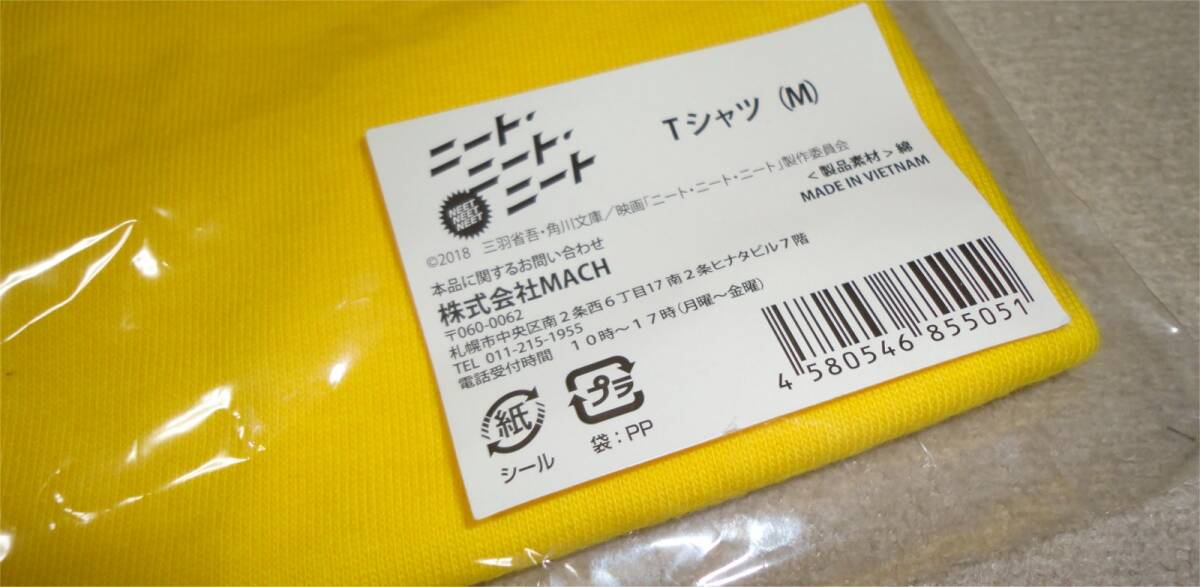 ニート・
ニート・
ニート
NEET
NEET
NEET
Tシャツ（M）
©2018　三羽省吾・角川文庫／映画「ニート・ニート・ニート」製作委員会
＜製品素材＞綿
MADE IN VIETNAM
本品に関するお問い合わせ
株式会社MACH
〒060-0062
札幌市中央区南２条西６丁目17 南２条ヒナタビル７階
TEL 011-215-1955
電話受付時間　１０時～１７時（月曜～金曜）
紙
シール
プラ
袋：PP
4 580546 855051